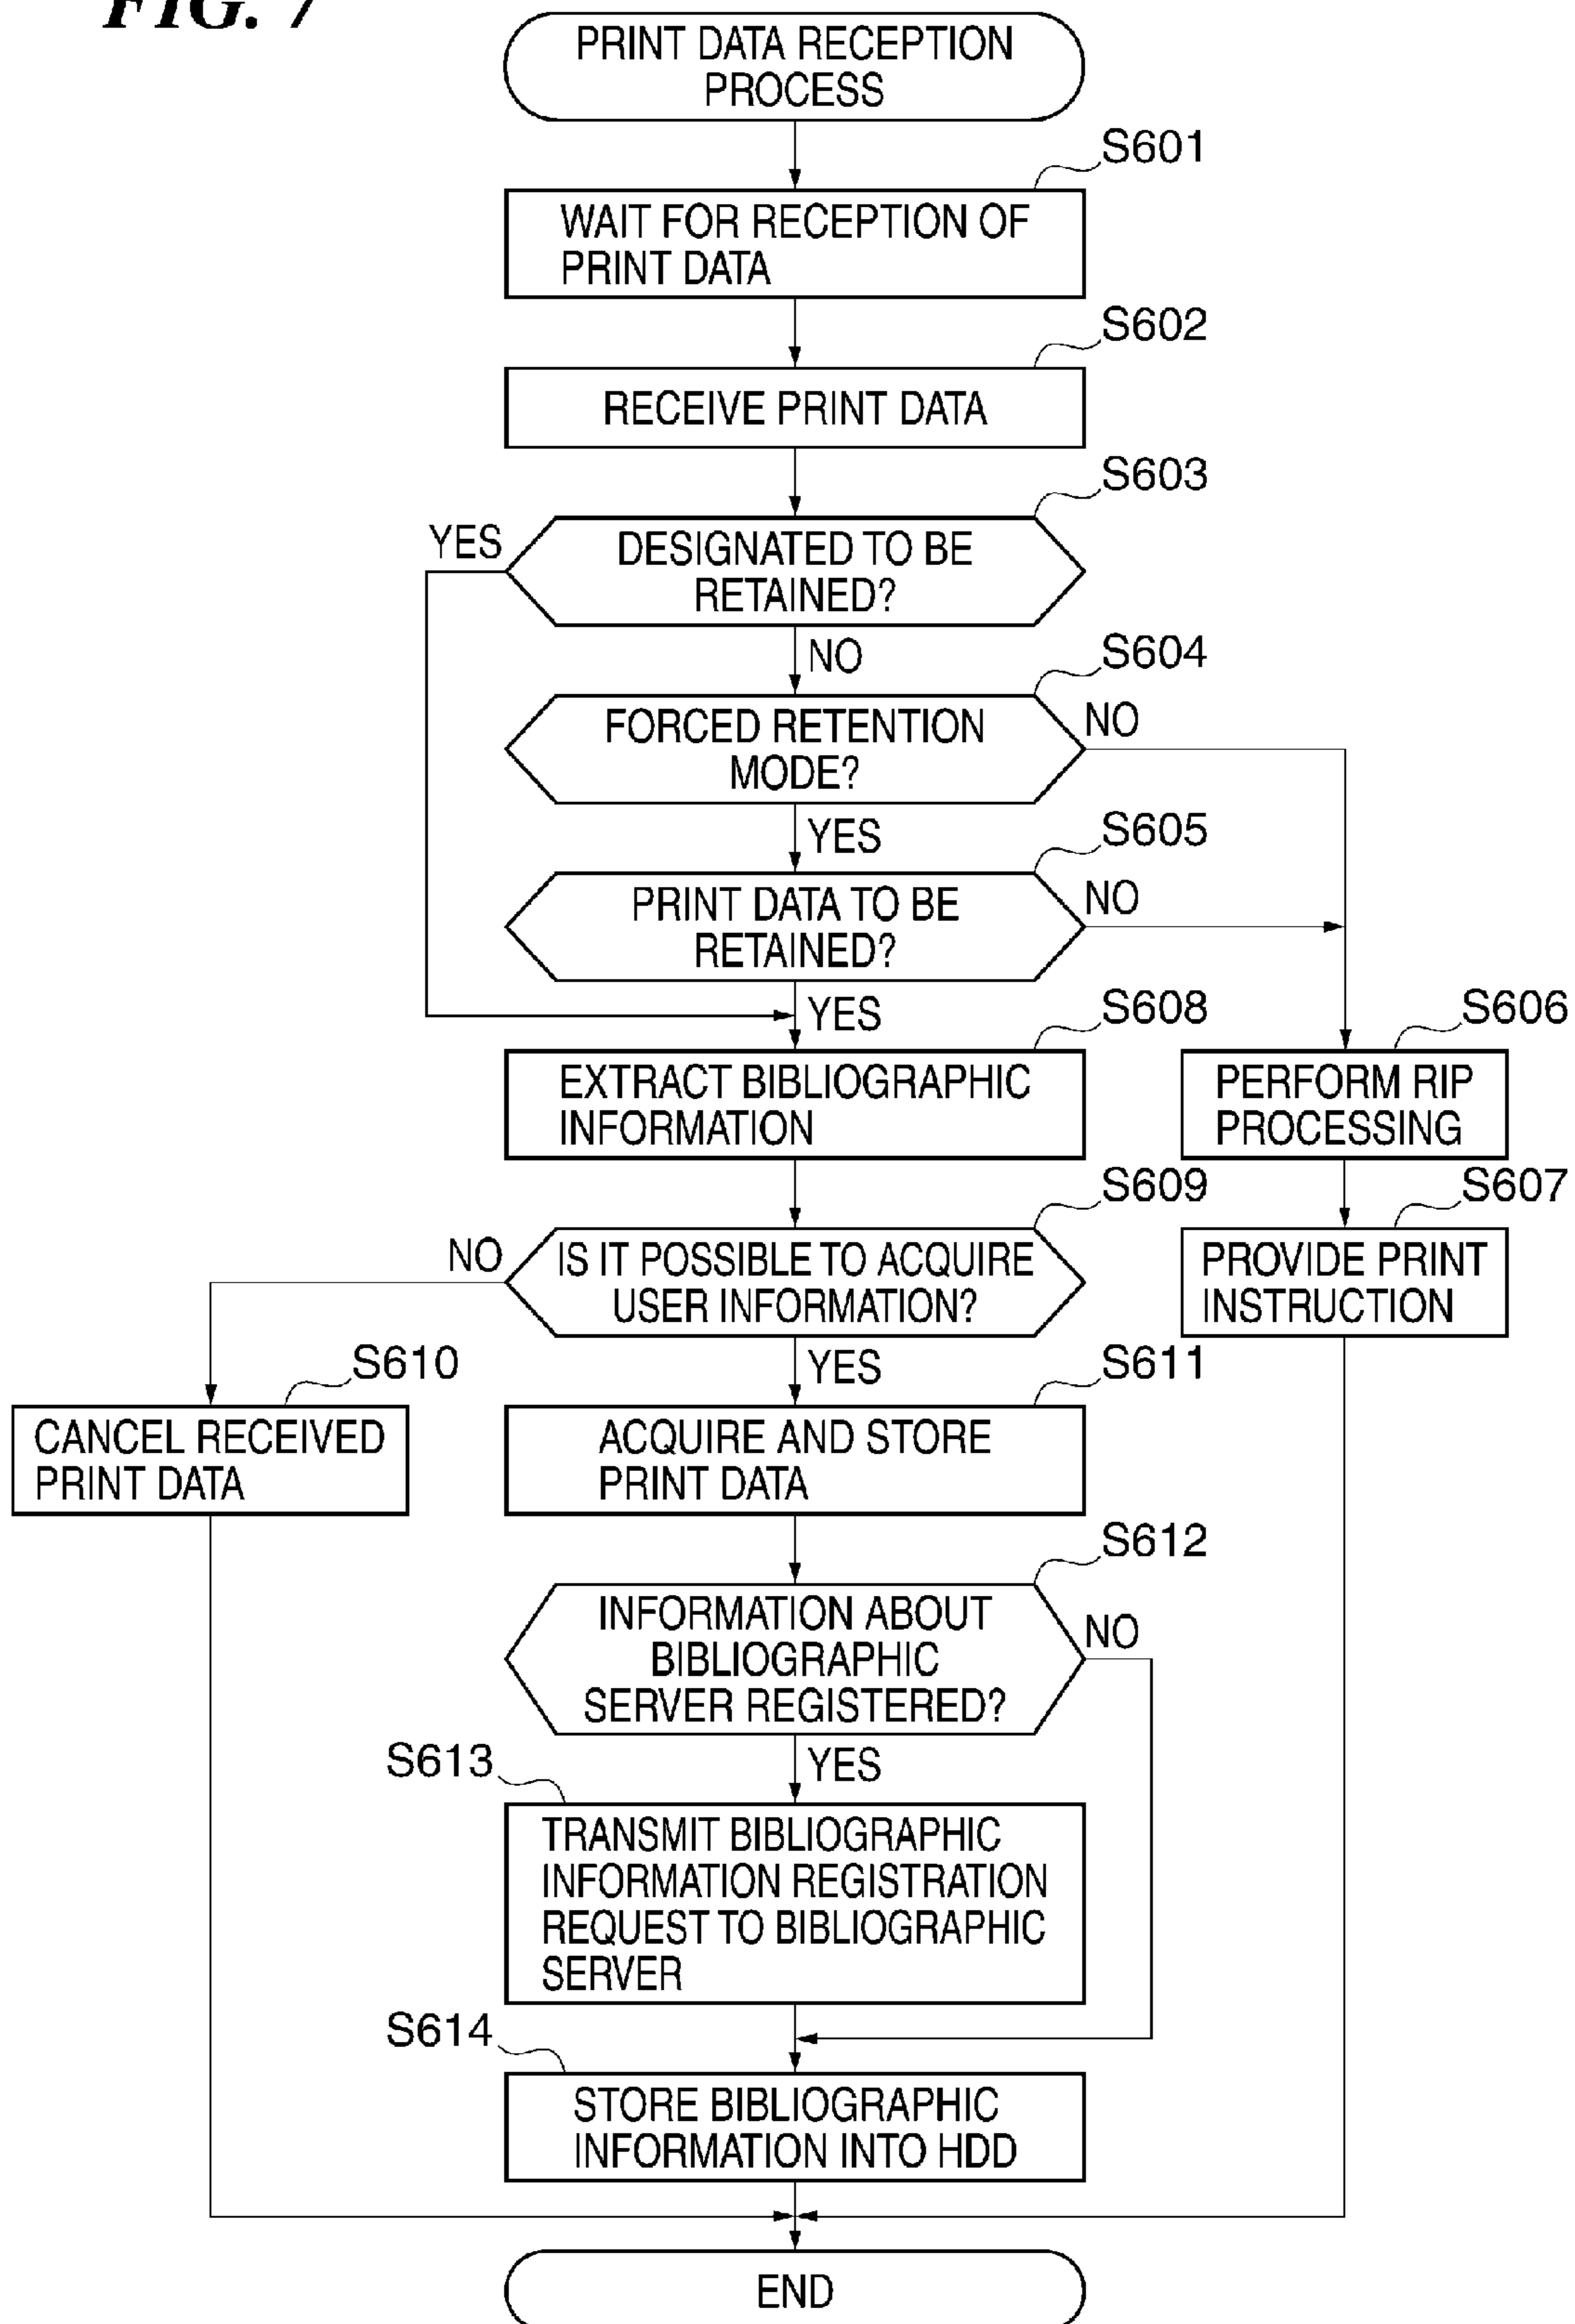 FIG. 7
PRINT DATA RECEPTION
PROCESS
S601
WAIT FOR RECEPTION OF
PRINT DATA
S602
RECEIVE PRINT DATA
S603
YES
DESIGNATED TO BE
RETAINED?
NO
S604
FORCED RETENTION
MODE?
NO
YES
S605
PRINT DATA TO BE
RETAINED?
NO
YES
S608
EXTRACT BIBLIOGRAPHIC
INFORMATION
S606
PERFORM RIP
PROCESSING
S609
NO
IS IT POSSIBLE TO ACQUIRE
USER INFORMATION?
S607
PROVIDE PRINT
INSTRUCTION
YES
S610
CANCEL RECEIVED
PRINT DATA
S611
ACQUIRE AND STORE
PRINT DATA
S612
INFORMATION ABOUT
BIBLIOGRAPHIC
SERVER REGISTERED?
NO
YES
S613
TRANSMIT BIBLIOGRAPHIC
INFORMATION REGISTRATION
REQUEST TO BIBLIOGRAPHIC
SERVER
S614
STORE BIBLIOGRAPHIC
INFORMATION INTO HDD
END